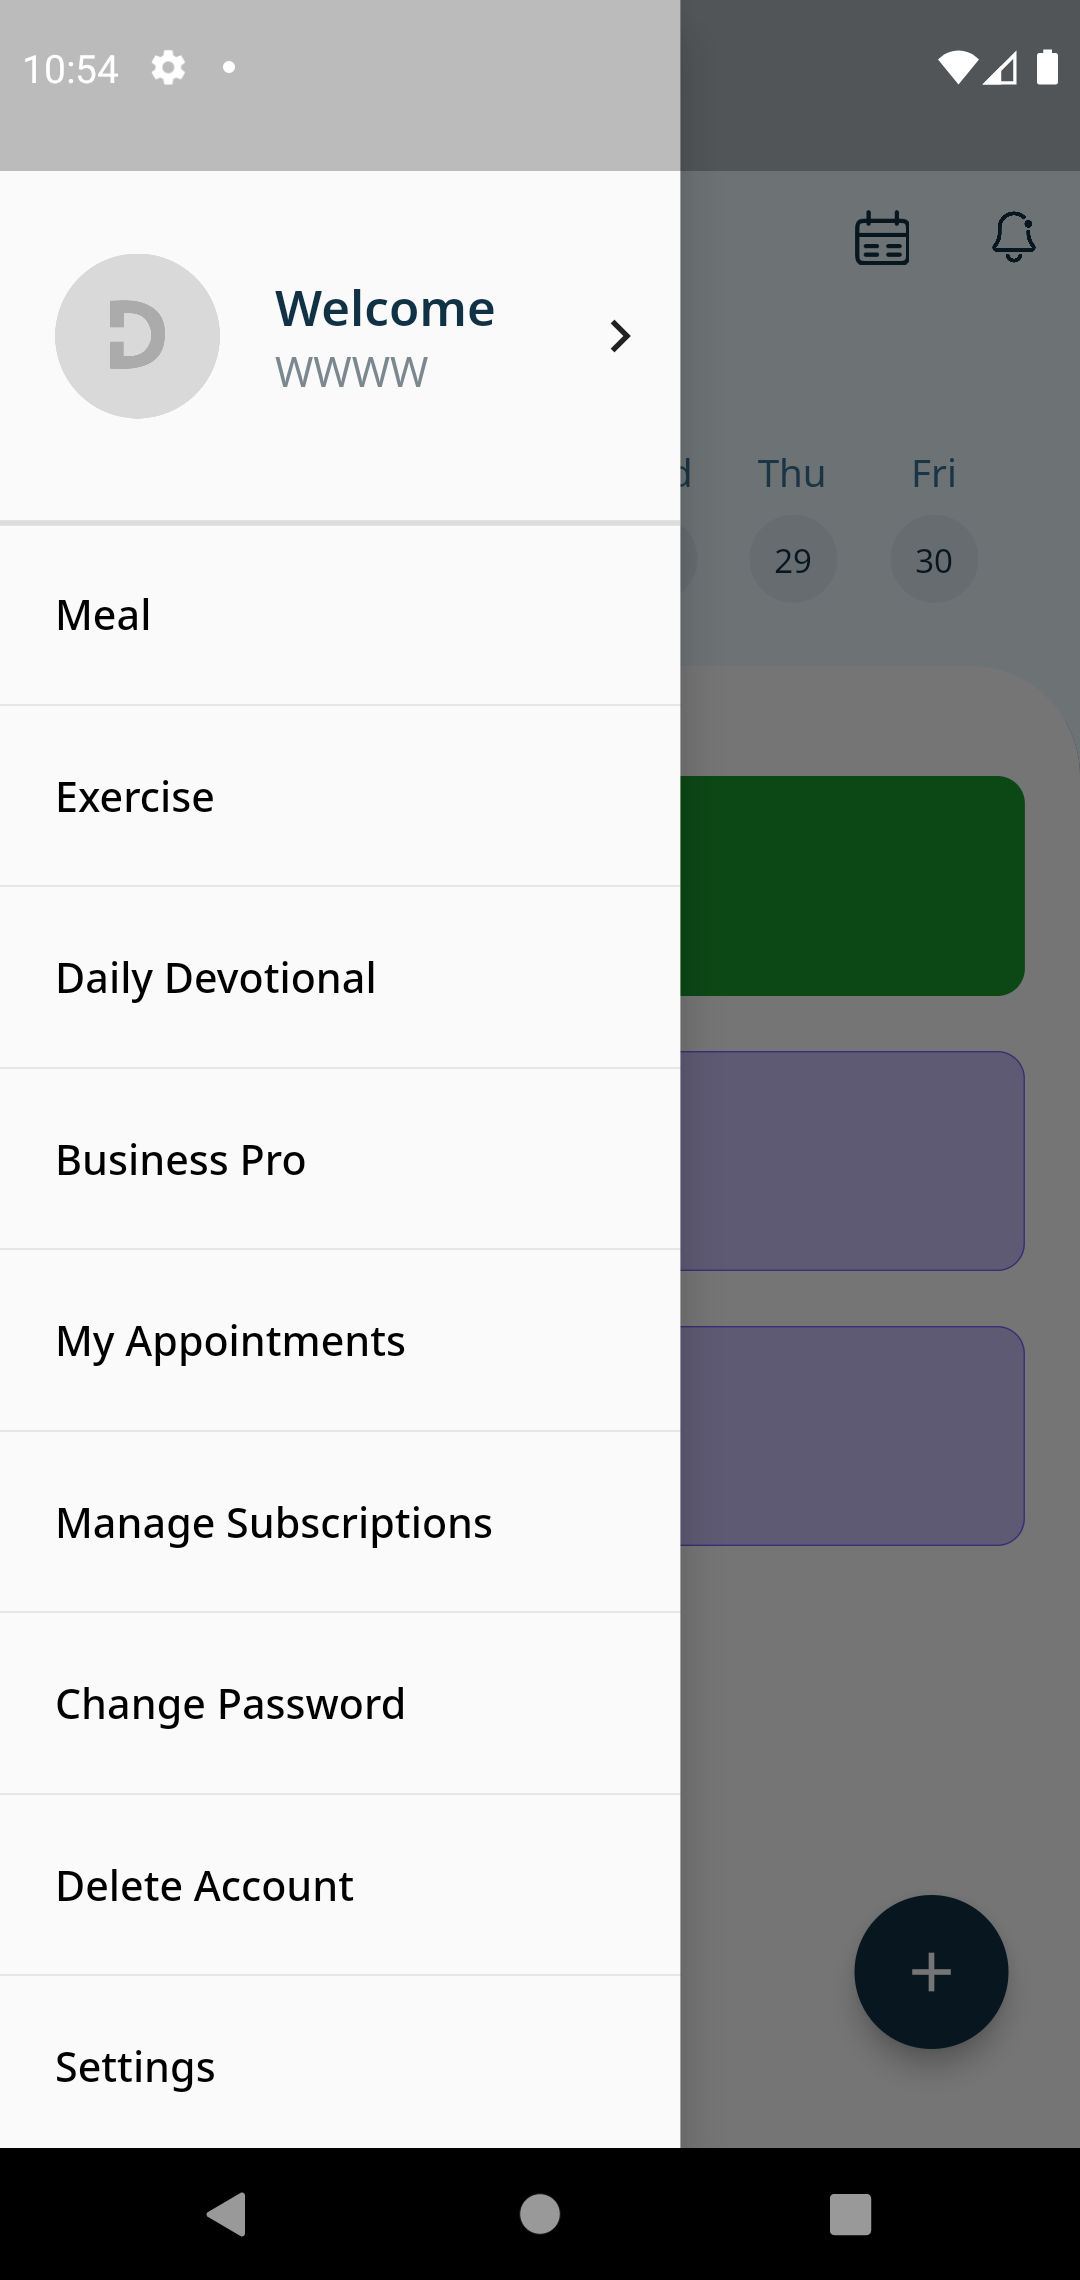 10:54
Welcome
WWWW
d Thu Fri
29 30
Meal
Exercise
Daily Devotional
Business Pro
My Appointments
Manage Subscriptions
Change Password
Delete Account
Settings